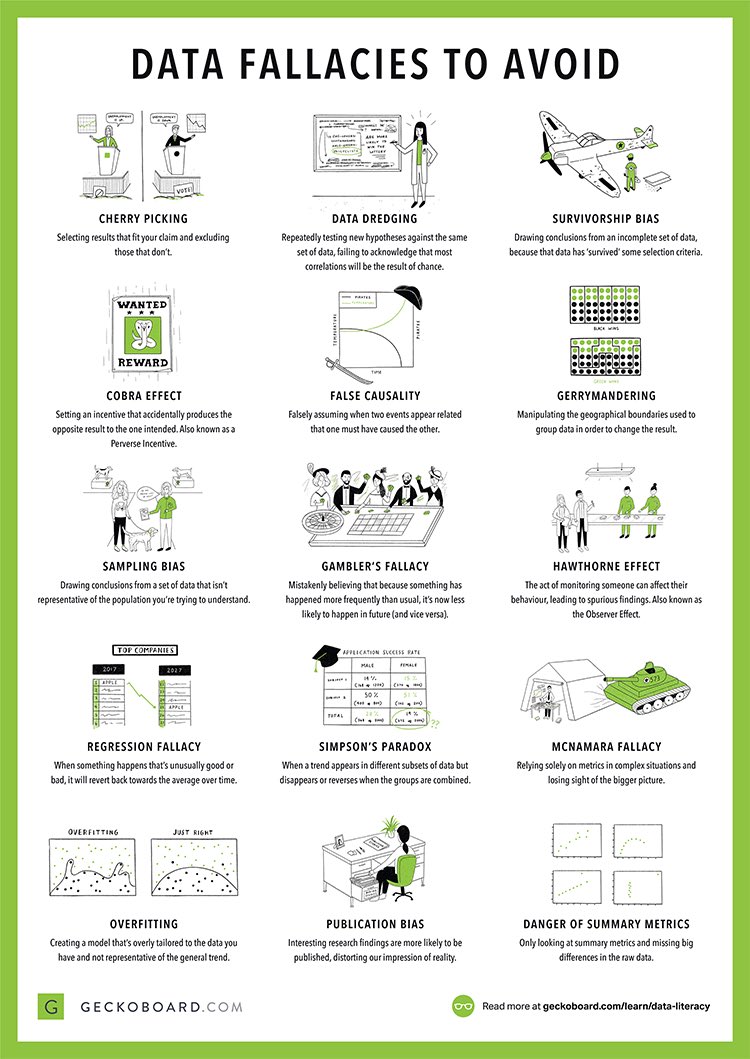 DATA FALLACIES TO AVOID
VOTE!
CHERRY PICKING
Selecting results that fit your claim and excluding
those that don't.
ARE MORE
LIKELY TO
WIN THE
LOTTERY
DATA DREDGING
Repeatedly testing new hypotheses against the same
set of data, failing to acknowledge that most
correlations will be the result of chance.
SURVIVORSHIP BIAS
Drawing conclusions from an incomplete set of data,
because that data has 'survived' some selection criteria.
WANTED
REWARD
COBRA EFFECT
Setting an incentive that accidentally produces the
opposite result to the one intended. Also known as a
Perverse Incentive.
PIRATES
TEMPERATURE
PIRATES
TIME
FALSE CAUSALITY
Falsely assuming when two events appear related
that one must have caused the other.
BLACK WINS
GREEN WINS
GERRYMANDERING
Manipulating the geographical boundaries used to
group data in order to change the result.
SAMPLING BIAS
Drawing conclusions from a set of data that isn't
representative of the population you're trying to understand.
GAMBLER'S FALLACY
Mistakenly believing that because something has
happened more frequently than usual, it's now less
likely to happen in future (and vice versa).
HAWTHORNE EFFECT
The act of monitoring someone can affect their
behaviour, leading to spurious findings. Also known as
the Observer Effect.
TOP COMPANIES
2017
2027
1 APPLE
APPLE
REGRESSION FALLACY
When something happens that's unusually good or
bad, it will revert back towards the average over time.
APPLICATION SUCCESS RATE
MALE
FEMALE
SUBJECT 1
SUBJECT 2
50 %
TOTAL
??
SIMPSON'S PARADOX
When a trend appears in different subsets of data but
disappears or reverses when the groups are combined.
573
MCNAMARA FALLACY
Relying solely on metrics in complex situations and
losing sight of the bigger picture.
OVERFITTING
JUST RIGHT
OVERFITTING
Creating a model that's overly tailored to the data you
have and not representative of the general trend.
PUBLICATION BIAS
Interesting research findings are more likely to be
published, distorting our impression of reality.
DANGER OF SUMMARY METRICS
Only looking at summary metrics and missing big
differences in the raw data.
G
GECKOBOARD.COM
Read more at geckoboard.com/learn/data-literacy